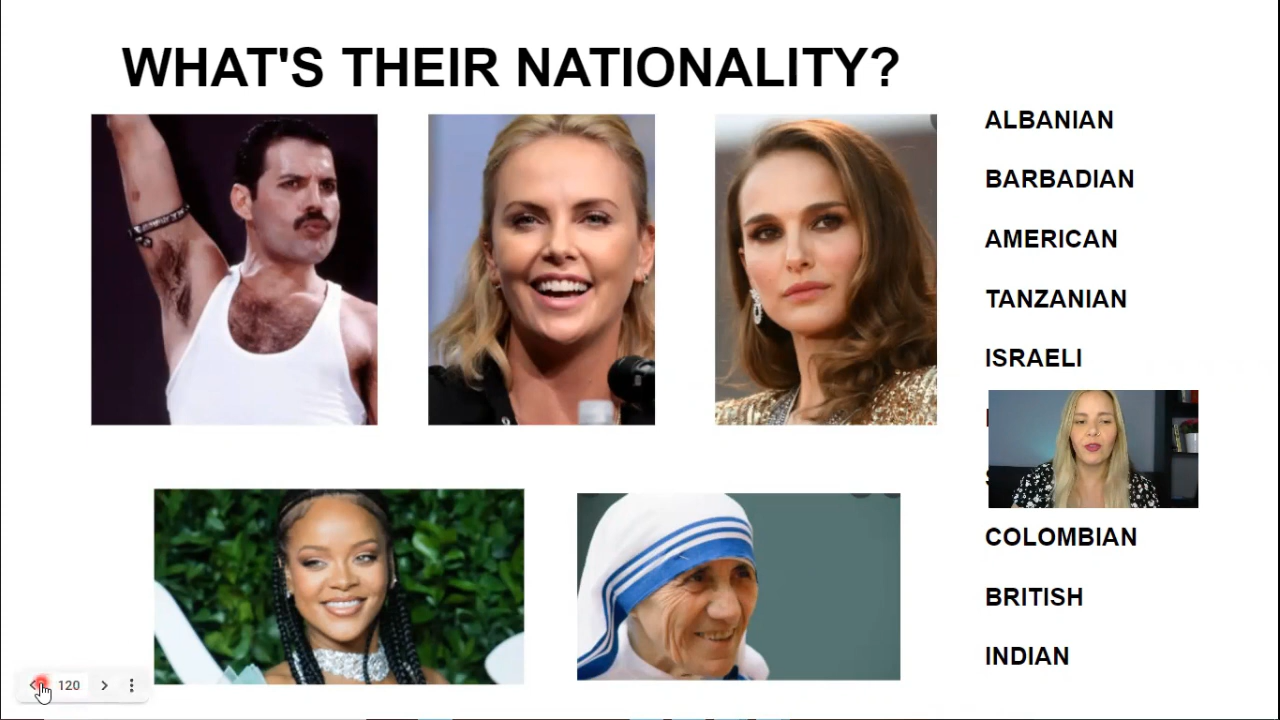 WHAT'S THEIR NATIONALITY?
ALBANIAN
BARBADIAN
AMERICAN
TANZANIAN
ISRAELI
COLOMBIAN
BRITISH
INDIAN
120